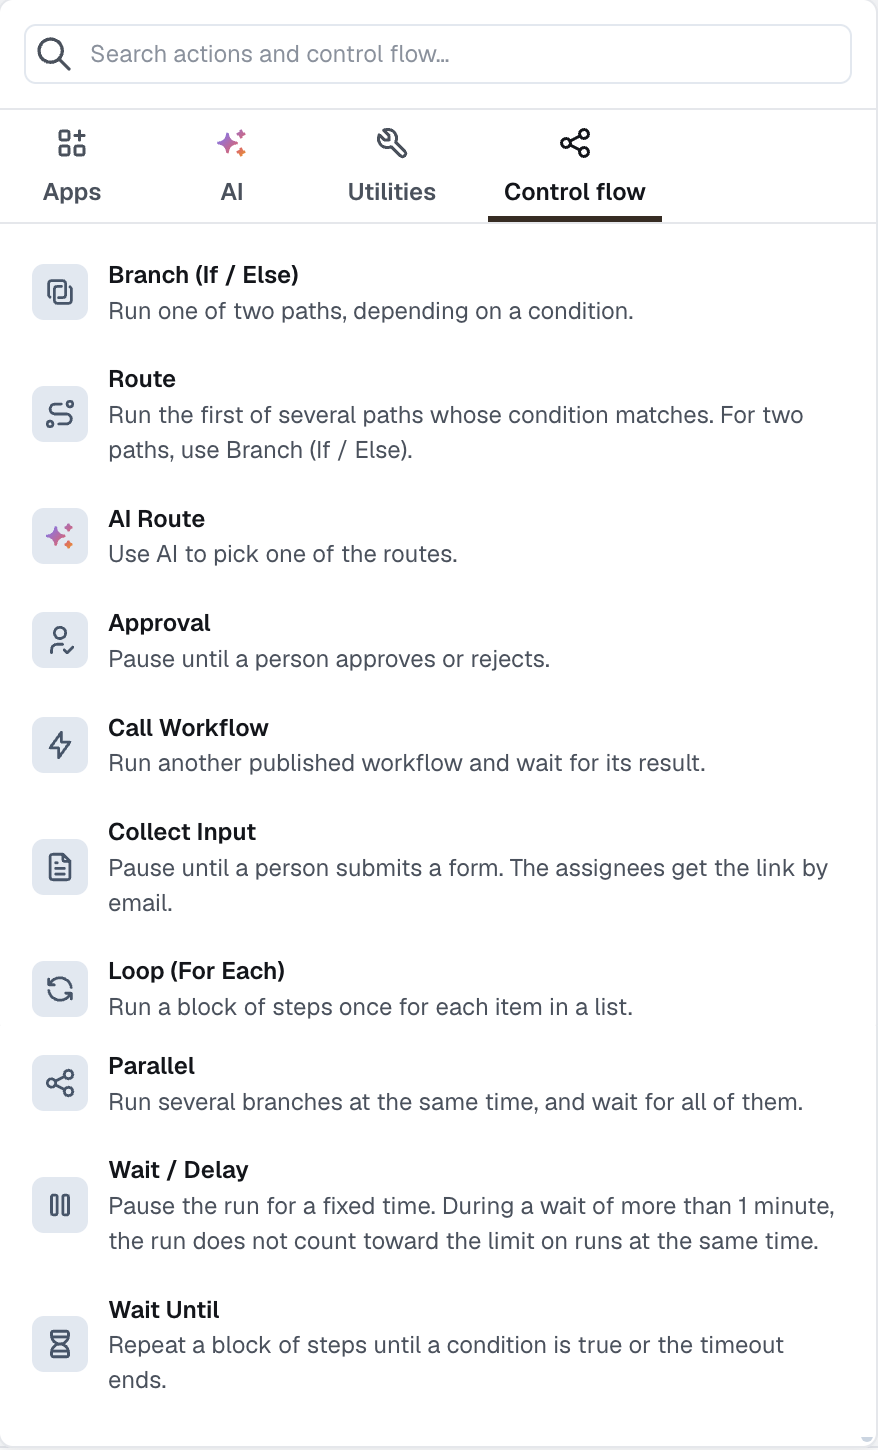 Search actions and control flow...
Apps
AI
Utilities
Control flow
Branch (If / Else)
Run one of two paths, depending on a condition.
Route
Run the first of several paths whose condition matches. For two
paths, use Branch (If / Else).
AI Route
Use AI to pick one of the routes.
Approval
Pause until a person approves or rejects.
Call Workflow
Run another published workflow and wait for its result.
Collect Input
Pause until a person submits a form. The assignees get the link by
email.
Loop (For Each)
Run a block of steps once for each item in a list.
Parallel
Run several branches at the same time, and wait for all of them.
Wait / Delay
Pause the run for a fixed time. During a wait of more than 1 minute,
the run does not count toward the limit on runs at the same time.
Wait Until
Repeat a block of steps until a condition is true or the timeout
ends.